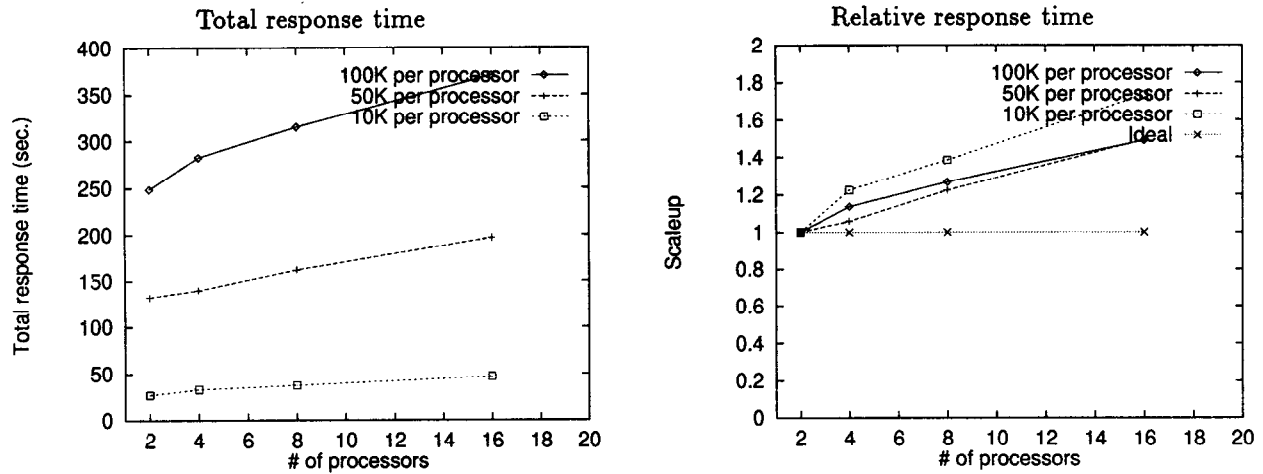 Total response time
400
350
300
250
200
150
100
50
0
Total response time (sec.)
100K per processor
50K per processor
10K per processor
2 4 6 8 10 12 14 16 18 20
# of processors
Relative response time
2
1.8
1.6
1.4
1.2
1
0.8
0.6
0.4
0.2
0
Scaleup
100K per processor
50K per processor
10K per processor
Ideal
2 4 6 8 10 12 14 16 18 20
# of processors